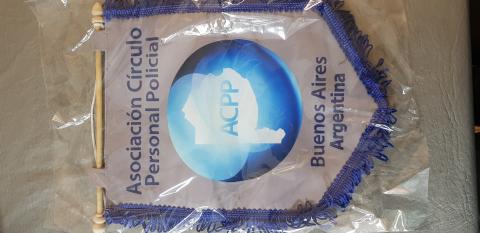 Asociación Círculo
Personal Policial
ACPP
Buenos Aires
Argentina